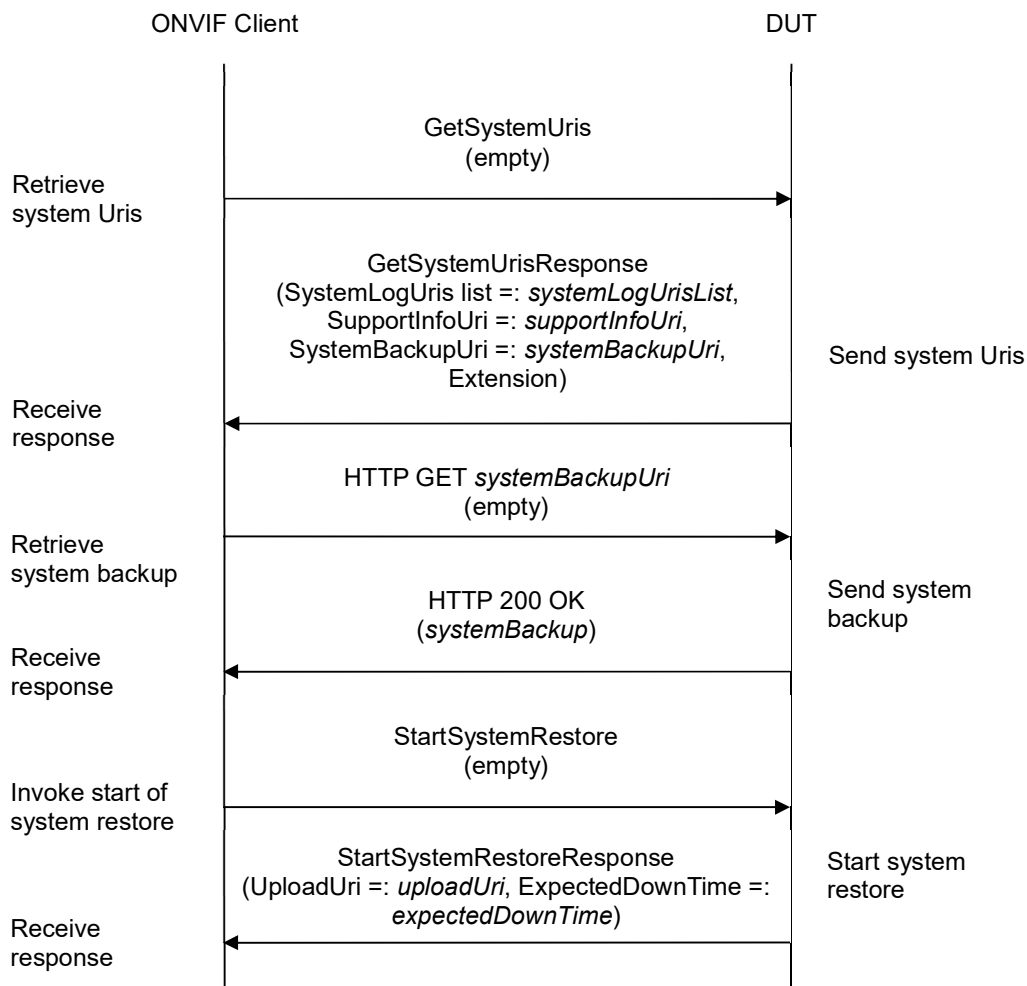 ONVIF Client
DUT
GetSystemUris
(empty)
Retrieve
system Uris
GetSystemUrisResponse
(SystemLogUris list =: systemLogUrisList,
SupportInfoUri =: supportInfoUri,
SystemBackupUri =: systemBackupUri,
Extension)
Send system Uris
Receive
response
HTTP GET systemBackupUri
(empty)
Retrieve
system backup
HTTP 200 OK
(systemBackup)
Send system
backup
Receive
response
StartSystemRestore
(empty)
Invoke start of
system restore
StartSystemRestoreResponse
(UploadUri =: uploadUri, ExpectedDownTime =:
expectedDownTime)
Start system
restore
Receive
response